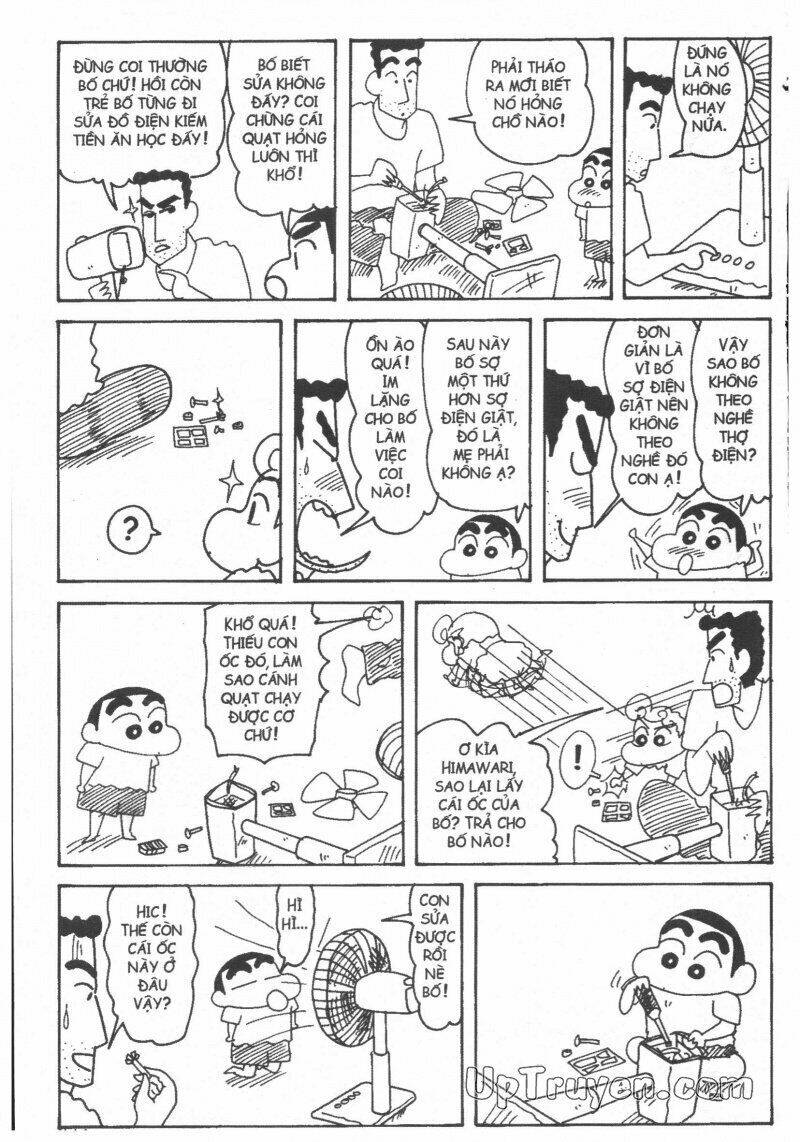 ĐÚNG
LÀ NÓ
KHÔNG
CHẠY
NỮA.
PHẢI THÁO
RA MỚI BIẾT
NÓ HỎNG
CHỖ NÀO!
BỐ BIẾT
SỬA KHÔNG
ĐẤY? COI
CHỪNG CÁI
QUẠT HỎNG
LUÔN THÌ
KHỔ!
ĐỪNG COI THƯỜNG
BỐ CHỨ! HỒI CÒN
TRẺ BỐ TỪNG ĐI
SỬA ĐỒ ĐIỆN KIẾM
TIỀN ĂN HỌC ĐẤY!
VẬY
SAO BỐ
KHÔNG
THEO
NGHỀ
THỢ
ĐIỆN?
ĐƠN
GIẢN LÀ
VÌ BỐ
SỢ ĐIỆN
GIẬT NÊN
KHÔNG
THEO
NGHỀ ĐÓ
CON Ạ!
SAU NÀY
BỐ SỢ
MỘT THỨ
HƠN SỢ
ĐIỆN GIẬT,
ĐÓ LÀ
MẸ PHẢI
KHÔNG Ạ?
ỒN ÀO
QUÁ!
IM
LẶNG
CHO BỐ
LÀM
VIỆC
COI
NÀO!
?
!
Ơ KÌA
HIMAWARI,
SAO LẠI LẤY
CÁI ỐC CỦA
BỐ? TRẢ CHO
BỐ NÀO!
KHỔ QUÁ!
THIẾU CON
ỐC ĐÓ, LÀM
SAO CÁNH
QUẠT CHẠY
ĐƯỢC CƠ
CHỨ!
CON
SỬA
ĐƯỢC
RỒI
NÈ
BỐ!
HÌ
HÌ...
HIC!
THẾ CÒN
CÁI ỐC
NÀY Ở
ĐÂU
VẬY?
UpTruyen.com